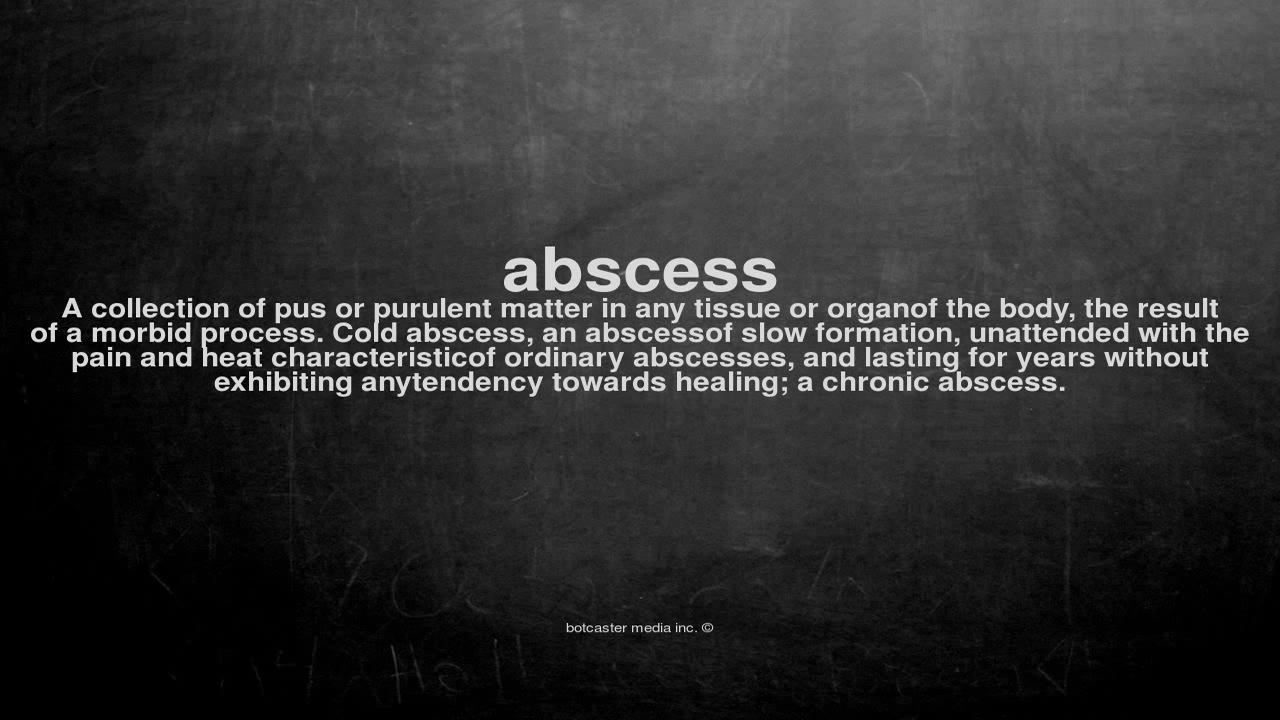 abscess
A collection of pus or purulent matter in any tissue or organof the body, the result
of a morbid process. Cold abscess, an abscessof slow formation, unattended with the
pain and heat characteristicof ordinary abscesses, and lasting for years without
exhibiting anytendency towards healing; a chronic abscess.
botcaster media inc. ©